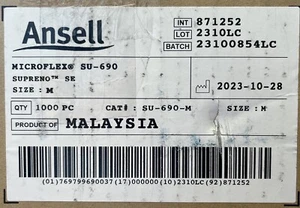 Ansell
INT 871252
LOT 2310LC
BATCH 23100854LC
MICROFLEX® SU-690
SUPRENO™ SE
SIZE: M
2023-10-28
QTY 1000 PC CAT#: SU-690-M SIZE: M
PRODUCT OF MALAYSIA
(01)769799690037(17)000000(10)2310LC(92)871252